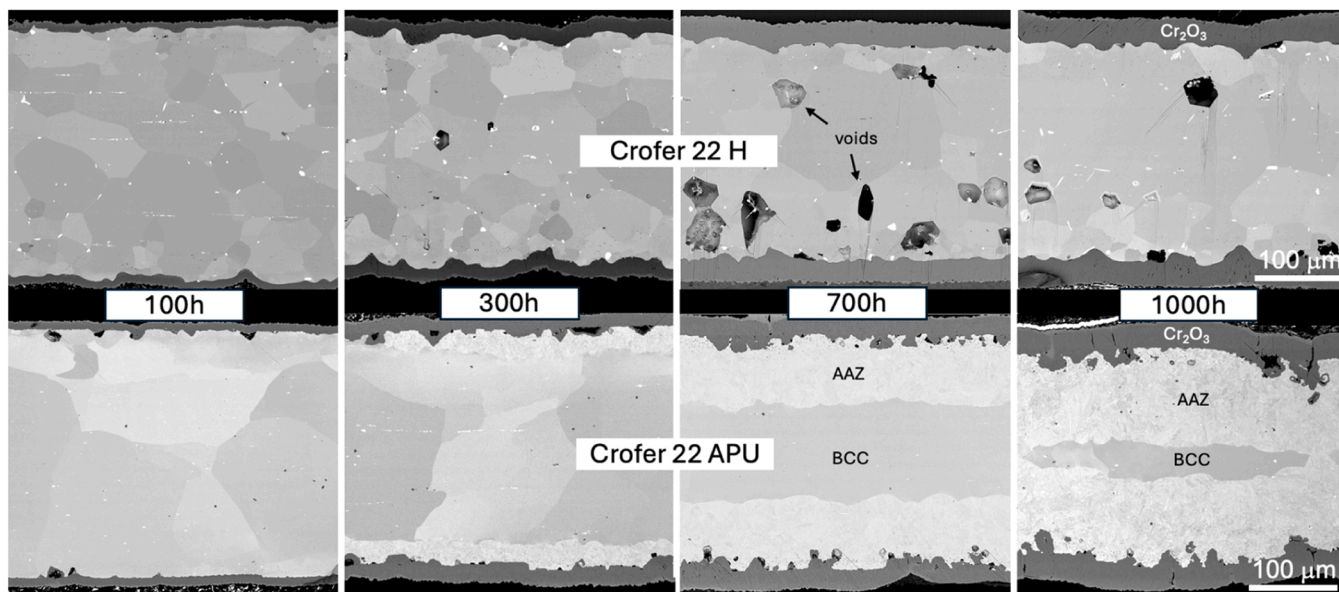 Cr₂O₃
voids
Crofer 22 H
100 μm
100h
300h
700h
1000h
Cr₂O₃
AAZ
AAZ
BCC
BCC
Crofer 22 APU
100 μm